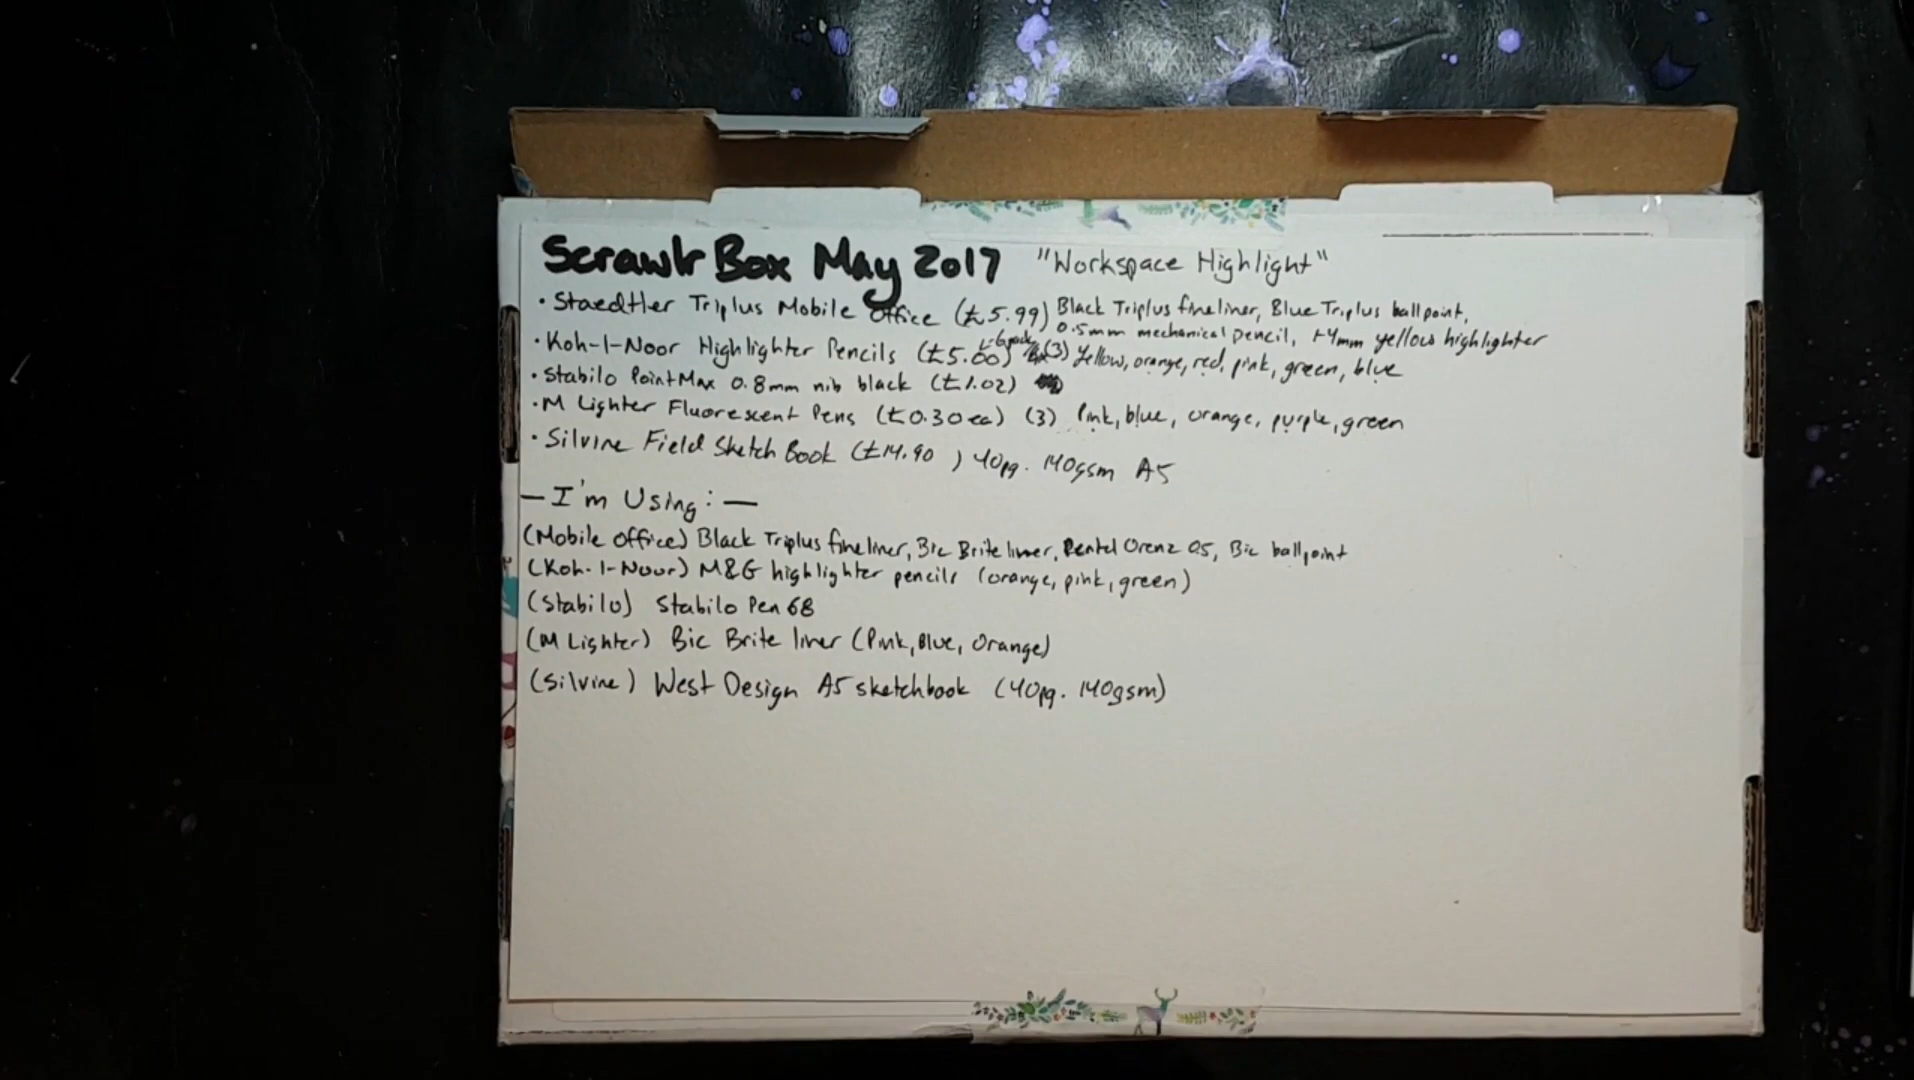 Scrawlr Box May 2017 "Workspace Highlight"
• Staedtler Triplus Mobile Office (£5.99) Black Triplus fineliner, Blue Triplus ballpoint,
0.5mm mechanical pencil, + 4mm yellow highlighter
• Koh-I-Noor Highlighter Pencils (£5.00) (3) Yellow, orange, red, pink, green, blue
• Stabilo PointMax 0.8mm nib black (£1.02)
• M Lighter Fluorescent Pens (£0.30 ea) (3) Pink, blue, orange, purple, green
• Silvine Field Sketch Book (£14.90 ) 40pg. 140gsm A5
— I'm Using: —
(Mobile Office) Black Triplus fineliner, Bic Brite liner, Pentel Orenz 0.5, Bic ballpoint
(Koh-I-Noor) M&G highlighter pencils (orange, pink, green)
(Stabilo) Stabilo Pen 68
(M Lighter) Bic Brite liner (Pink, Blue, Orange)
(Silvine) West Design A5 sketchbook (40pg. 140gsm)